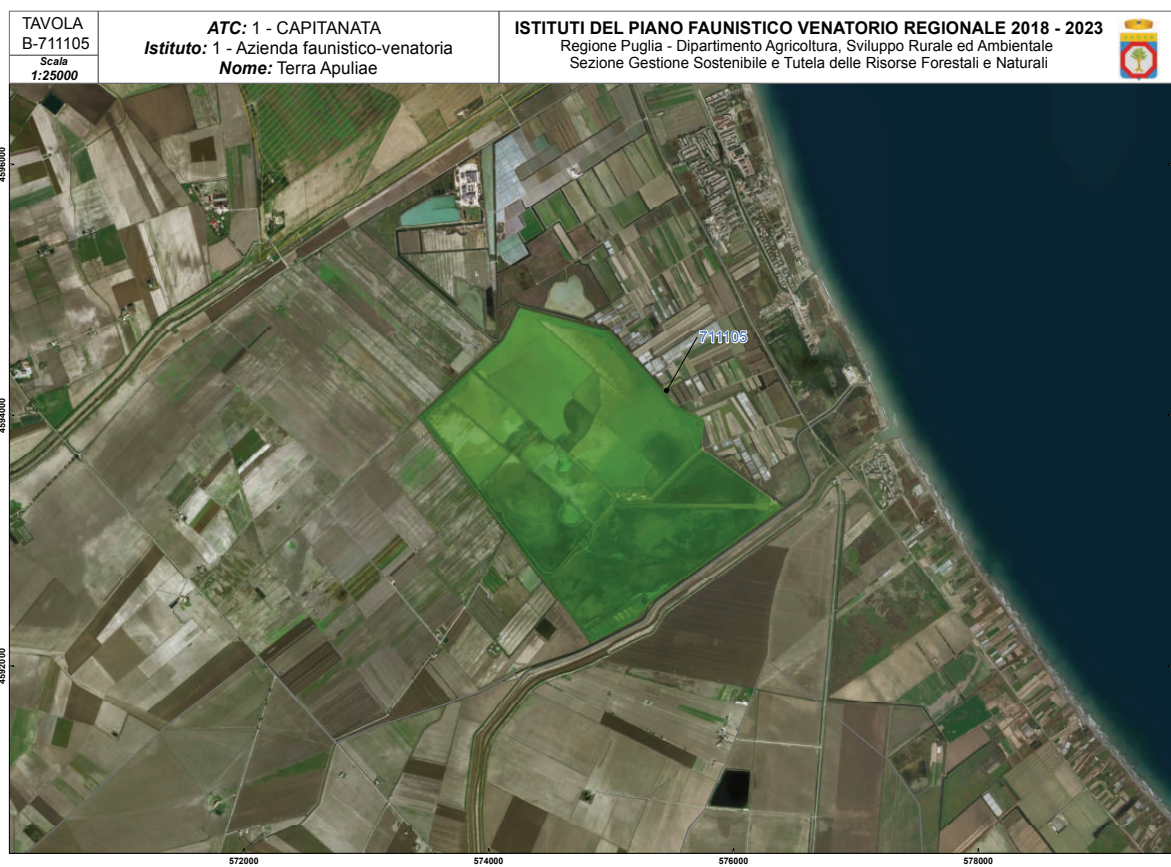 TAVOLA
B-711105
Scala
1:25000
ATC: 1 - CAPITANATA
Istituto: 1 - Azienda faunistico-venatoria
Nome: Terra Apuliae
ISTITUTI DEL PIANO FAUNISTICO VENATORIO REGIONALE 2018 - 2023
Regione Puglia - Dipartimento Agricoltura, Sviluppo Rurale ed Ambientale
Sezione Gestione Sostenibile e Tutela delle Risorse Forestali e Naturali
4596000
711105
4594000
4592000
572000
574000
576000
578000